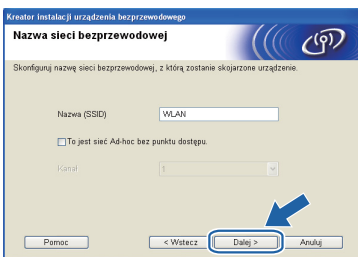 Kreator instalacji urządzenia bezprzewodowego
Nazwa sieci bezprzewodowej
Skonfiguruj nazwę sieci bezprzewodowej, z którą zostanie skojarzone urządzenie.
Nazwa (SSID) WLAN
To jest sieć Ad-hoc bez punktu dostępu.
Kanał 1
Pomoc < Wstecz Dalej > Anuluj